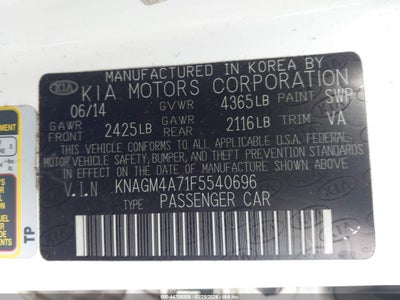 MANUFACTURED IN KOREA BY
KIA KIA MOTORS CORPORATION
06/14 GVWR 4365LB PAINT SWP
GAWR FRONT 2425LB GAWR REAR 2116LB TRIM VA
THIS VEHICLE CONFORMS TO ALL APPLICABLE U.S.A. FEDERAL
MOTOR VEHICLE SAFETY, BUMPER, AND THEFT PREVENTION STANDARDS
IN EFFECT ON THE DATE OF MANUFACTURE SHOWN ABOVE.
V.I.N KNAGM4A71F5540696
TYPE PASSENGER CAR
TP